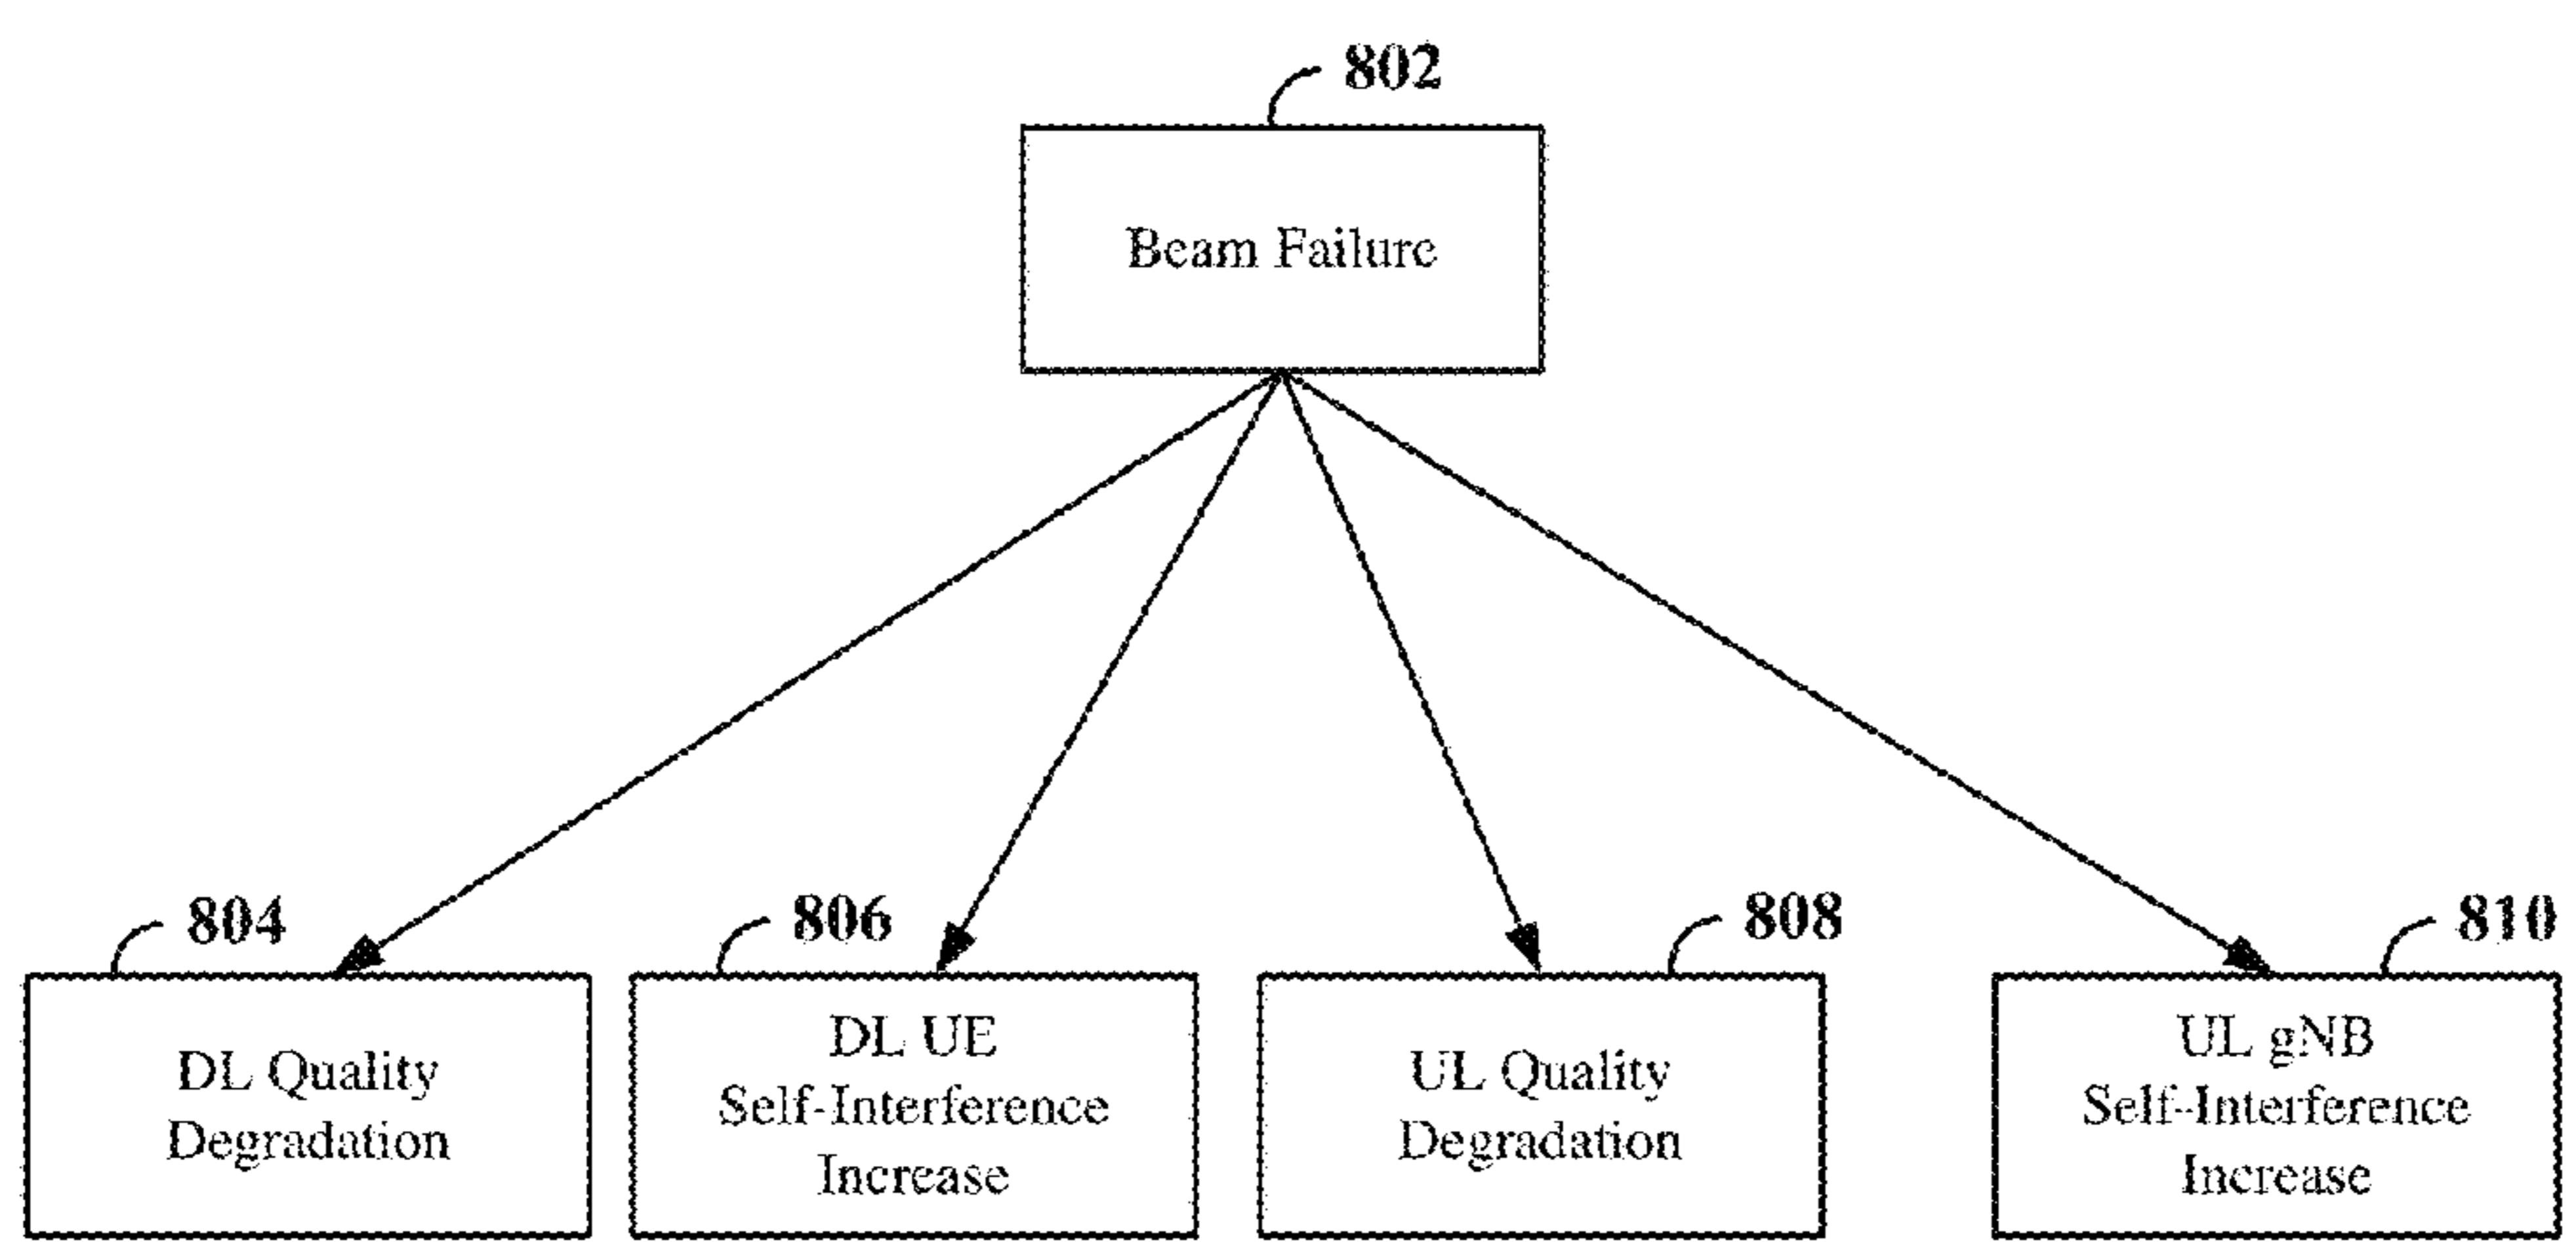 802
Beam Failure
804
806
808
810
DL Quality
Degradation
DL UE
Self-Interference
Increase
UL Quality
Degradation
UL gNB
Self-Interference
Increase